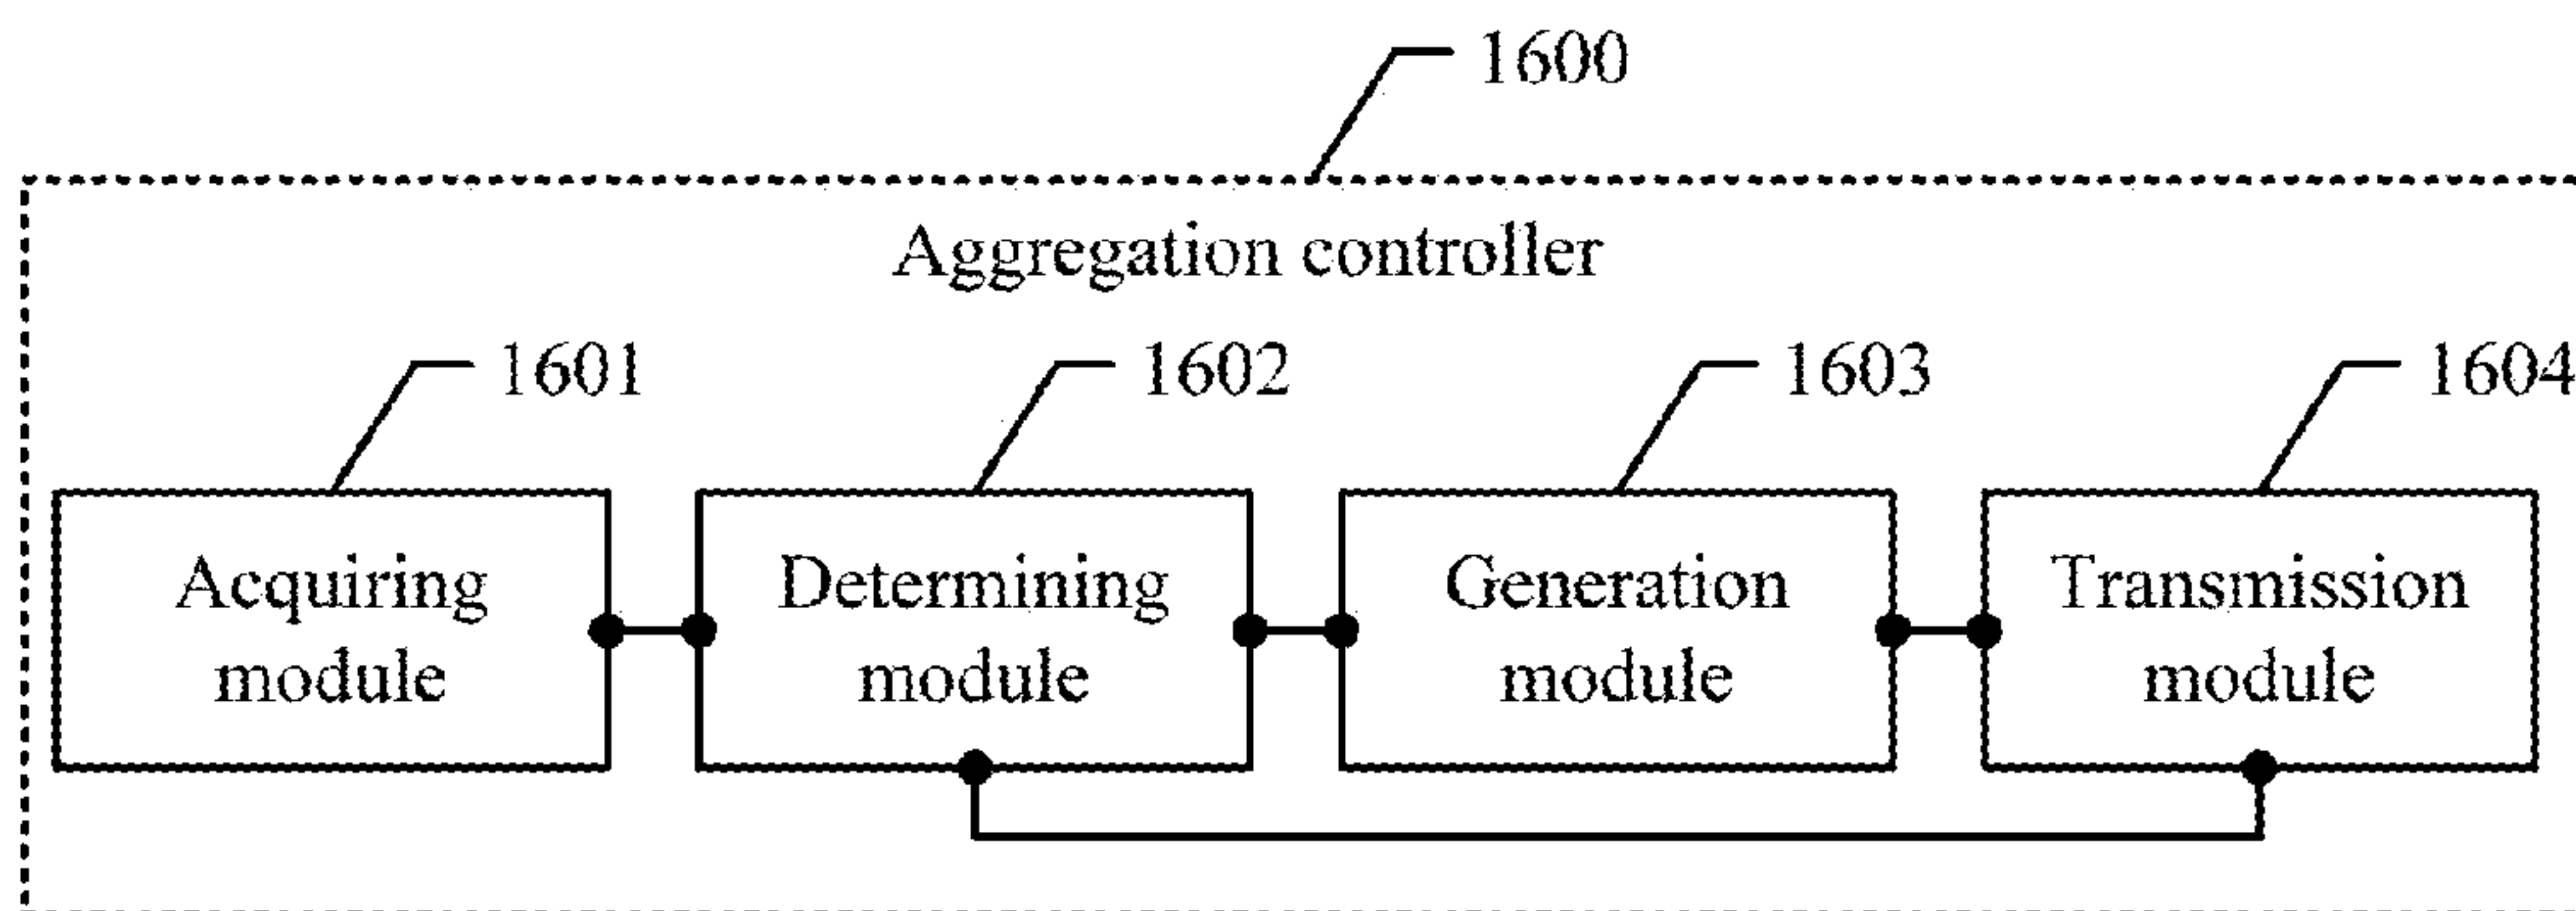 1600
Aggregation controller
1601
1602
1603
1604
Acquiring
module
Determining
module
Generation
module
Transmission
module